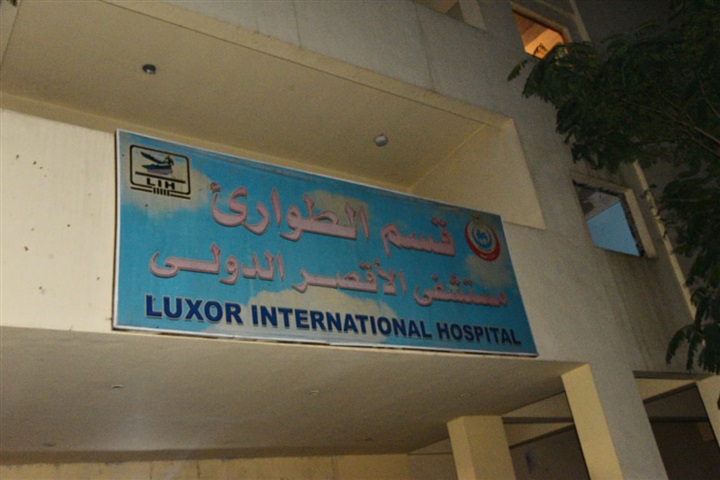 LIH
قسم الطوارئ
مستشفى الأقصر الدولى
LUXOR INTERNATIONAL HOSPITAL